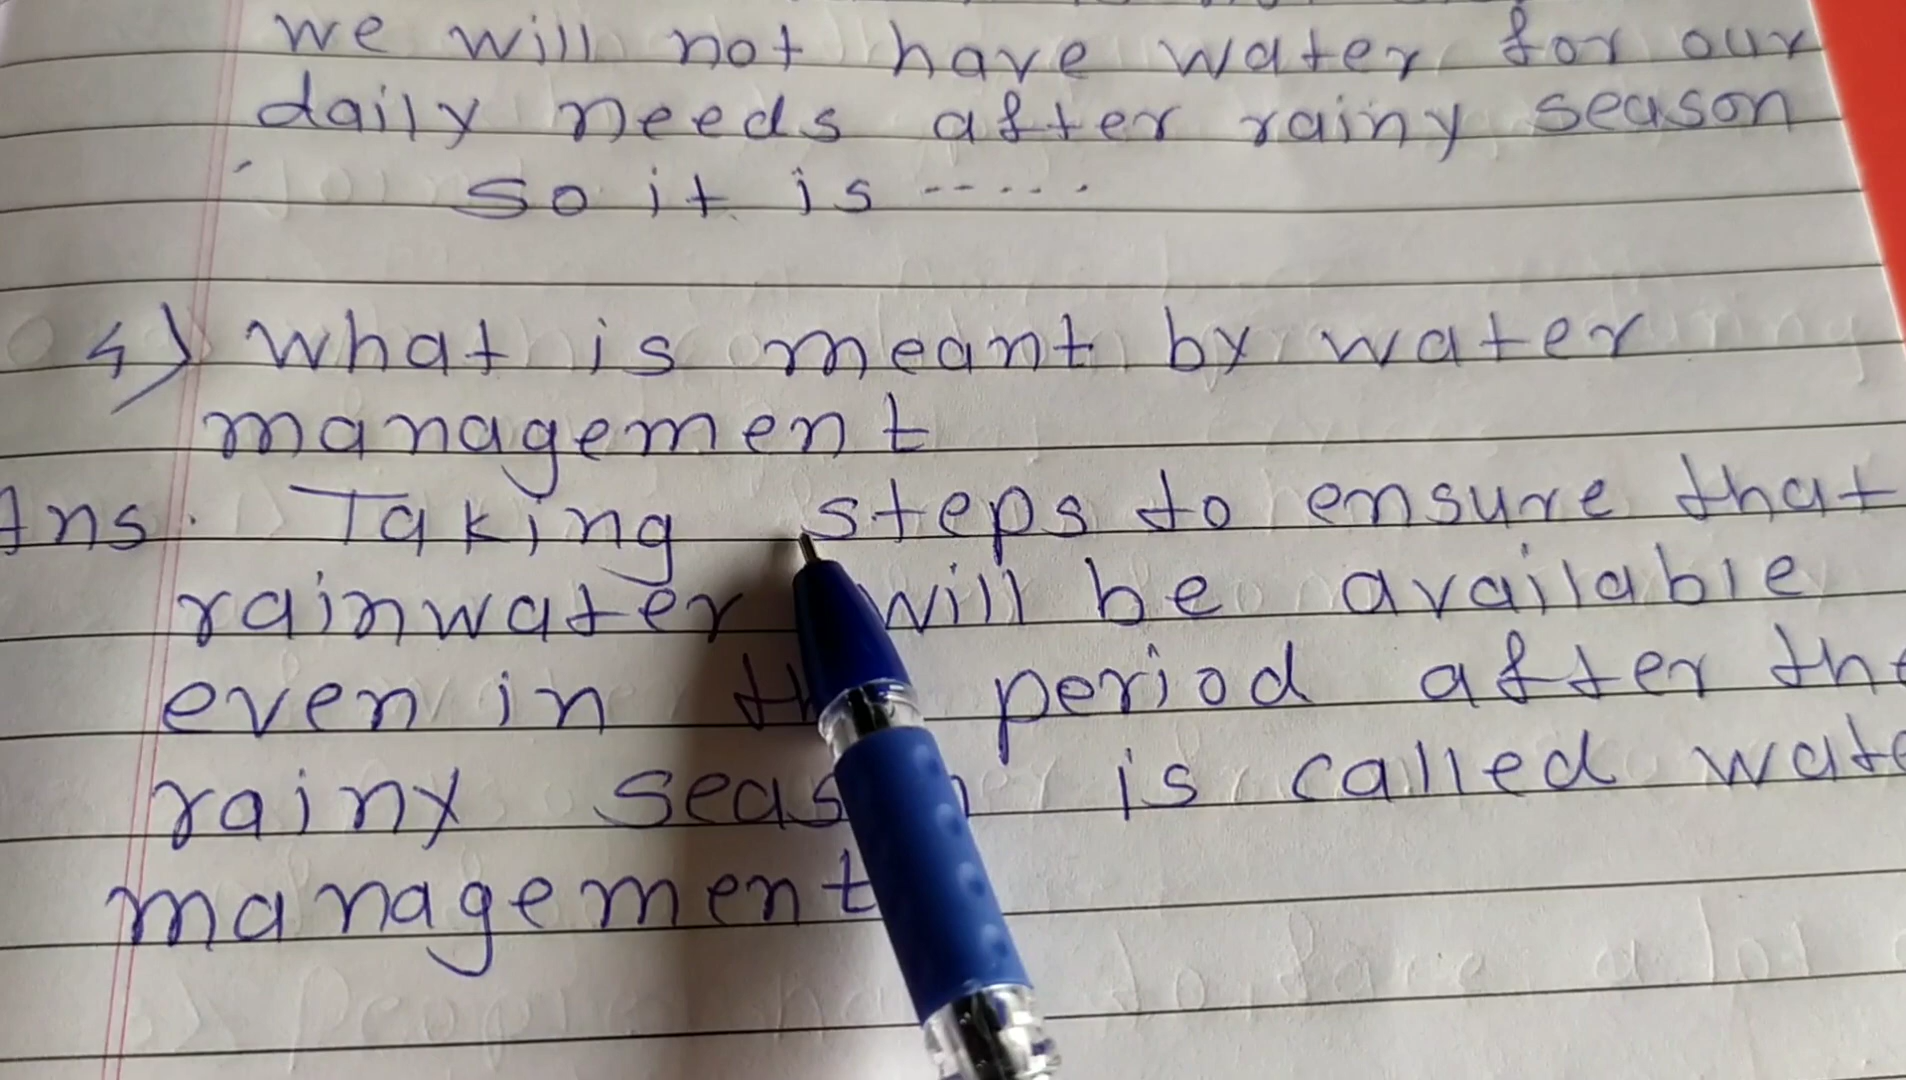 we will not have water for our
daily needs after rainy season
so it is -----
4) What is meant by water
management
Ans. Taking steps to ensure that
rainwater will be available
even in period after the
rainy is called wate
management